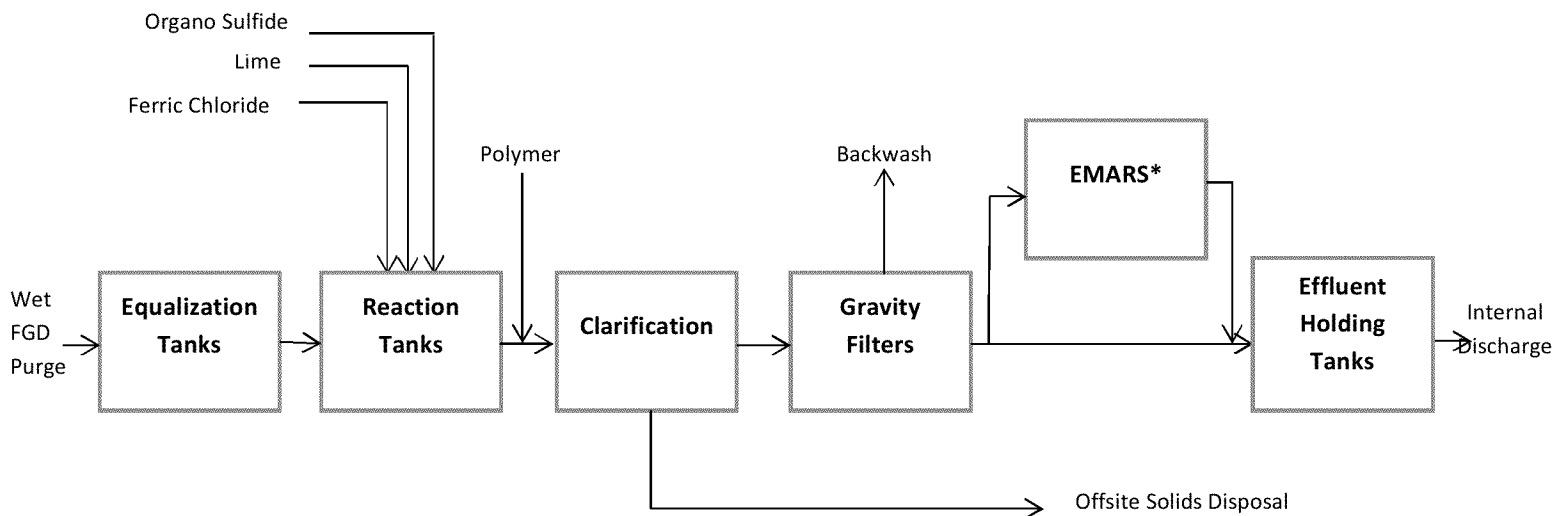 Organo Sulfide
Lime
Ferric Chloride
Polymer
Backwash
EMARS*
Wet
FGD
Purge
Equalization
Tanks
Reaction
Tanks
Clarification
Gravity
Filters
Effluent
Holding
Tanks
Internal
Discharge
Offsite Solids Disposal